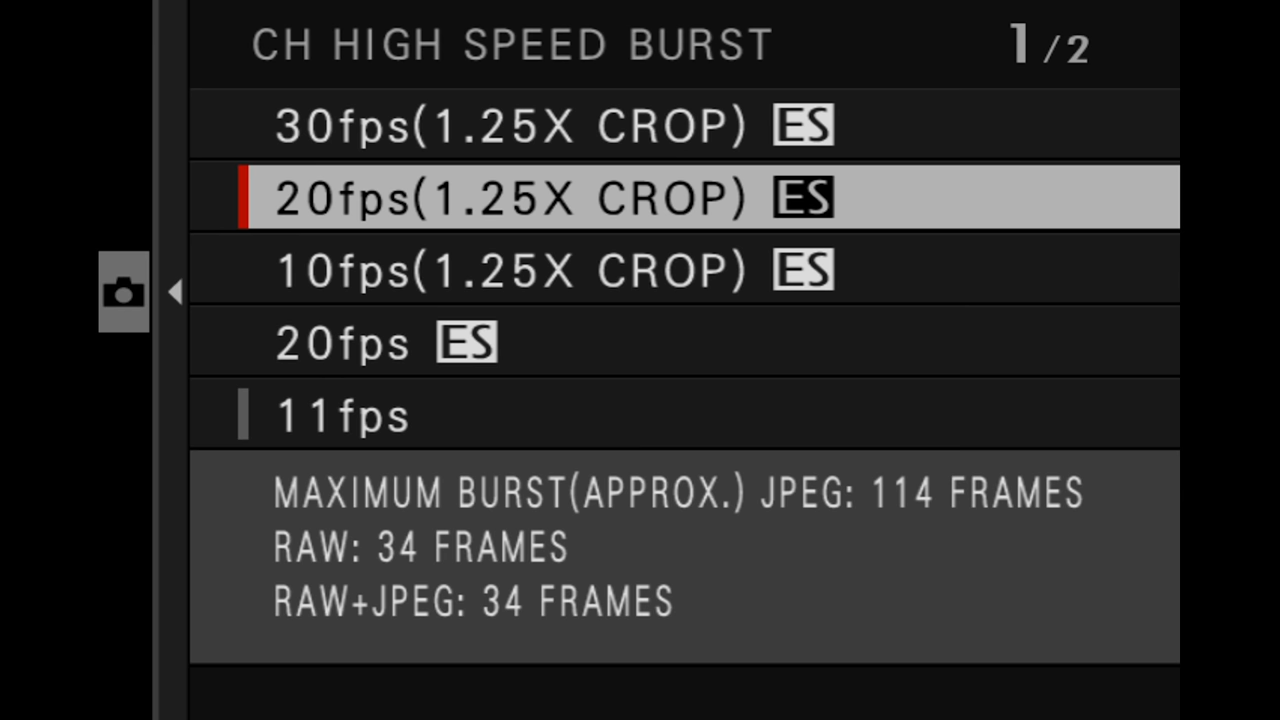 CH HIGH SPEED BURST 1/2
30fps(1.25X CROP) ES
20fps(1.25X CROP) ES
10fps(1.25X CROP) ES
20fps ES
11fps
MAXIMUM BURST(APPROX.) JPEG: 114 FRAMES
RAW: 34 FRAMES
RAW+JPEG: 34 FRAMES